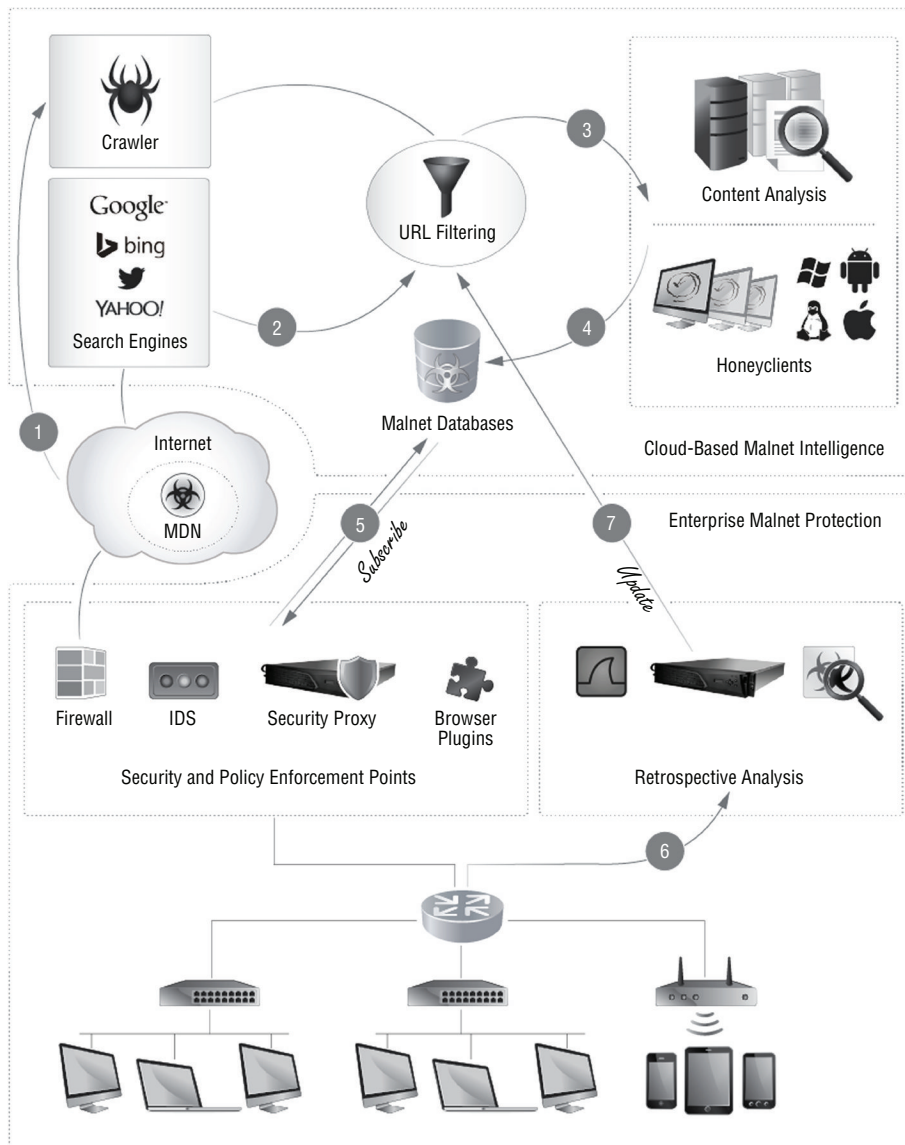 Crawler
Google
bing
YAHOO!
Search Engines
URL Filtering
1
2
3
4
Content Analysis
Honeyclients
Malnet Databases
Cloud-Based Malnet Intelligence
Internet
MDN
5
Subscribe
7
Update
Enterprise Malnet Protection
Firewall
IDS
Security Proxy
Browser
Plugins
Security and Policy Enforcement Points
Retrospective Analysis
6